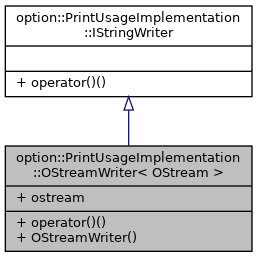 option::PrintUsageImplementation
::IStringWriter
+ operator()()
option::PrintUsageImplementation
::OStreamWriter< OStream >
+ ostream
+ operator()()
+ OStreamWriter()